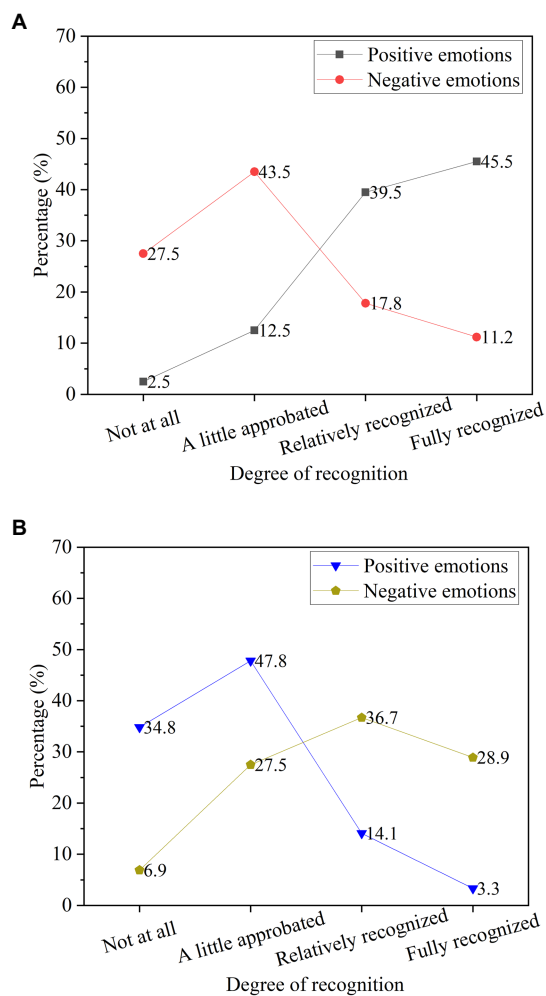 A
70
60
50
40
30
20
10
0
Percentage (%)
Positive emotions
Negative emotions
43.5
45.5
39.5
27.5
17.8
12.5
11.2
2.5
Not at all
A little approbated
Relatively recognized
Fully recognized
Degree of recognition
B
70
60
50
40
30
20
10
0
Percentage (%)
Positive emotions
Negative emotions
47.8
34.8
36.7
27.5
28.9
14.1
6.9
3.3
Not at all
A little approbated
Relatively recognized
Fully recognized
Degree of recognition